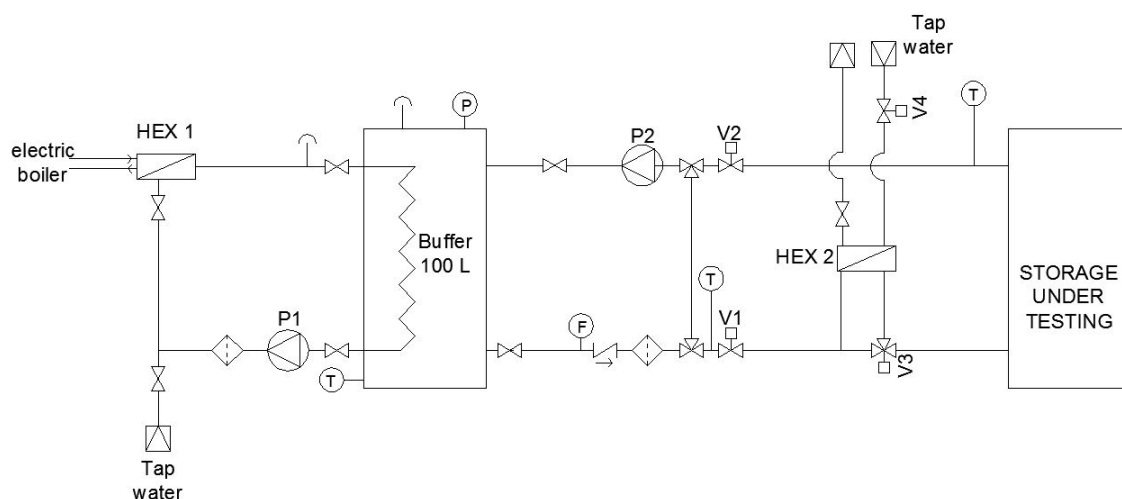 Tap
water
V4
P
T
HEX 1
P2
V2
electric
boiler
Buffer
100 L
HEX 2
T
STORAGE
UNDER
TESTING
P1
F
V1
V3
T
Tap
water